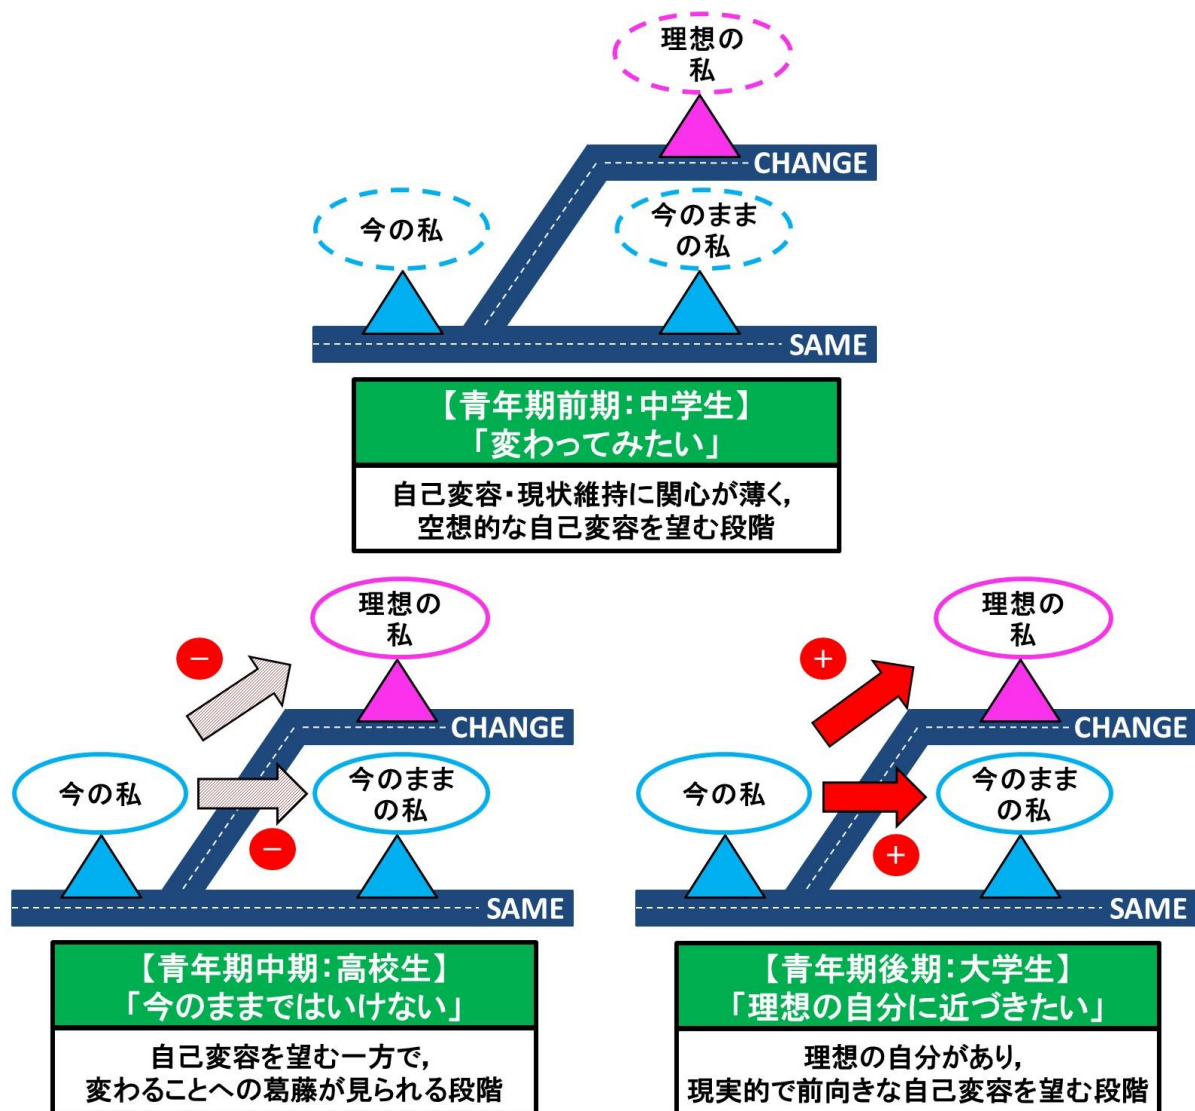 理想の
私
CHANGE
今の私
今のまま
の私
SAME
【青年期前期：中学生】
「変わってみたい」
自己変容・現状維持に関心が薄く，
空想的な自己変容を望む段階
理想の
私
−
CHANGE
今の私
今のまま
の私
−
SAME
【青年期中期：高校生】
「今のままではいけない」
自己変容を望む一方で，
変わることへの葛藤が見られる段階
理想の
私
+
CHANGE
今の私
今のまま
の私
+
SAME
【青年期後期：大学生】
「理想の自分に近づきたい」
理想の自分があり，
現実的で前向きな自己変容を望む段階